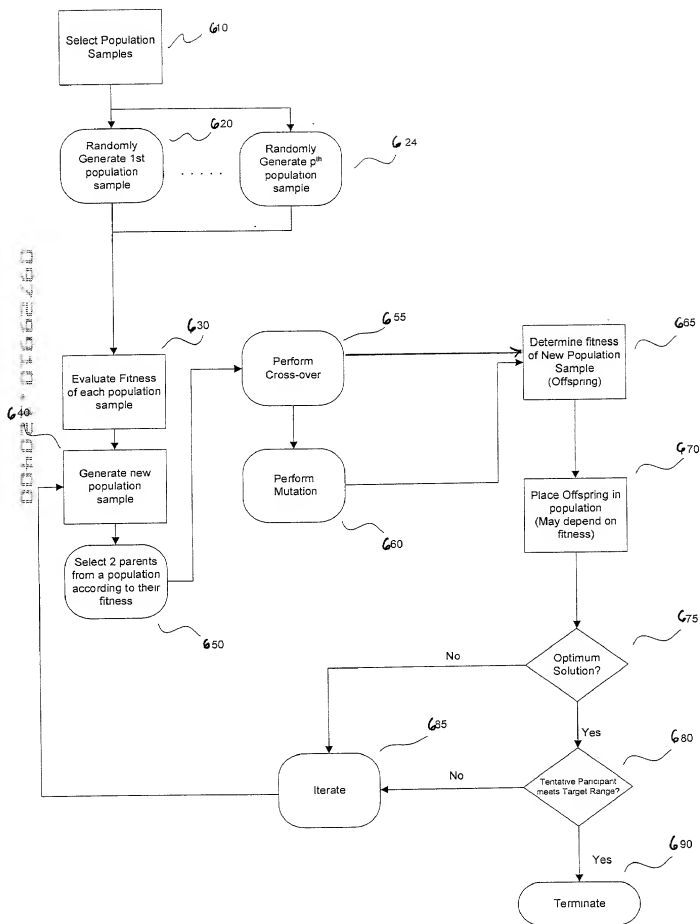 Select Population
Samples
610
Randomly
Generate 1st
population
sample
620
. . . . .
Randomly
Generate pth
population
sample
624
Evaluate Fitness
of each population
sample
630
640
Generate new
population
sample
Select 2 parents
from a population
according to their
fitness
650
Perform
Cross-over
655
Perform
Mutation
660
Determine fitness
of New Population
Sample
(Offspring)
665
Place Offspring in
population
(May depend on
fitness)
670
Optimum
Solution?
675
No
Yes
Tentative Participant
meets Target Range?
680
No
Iterate
685
Yes
Terminate
690